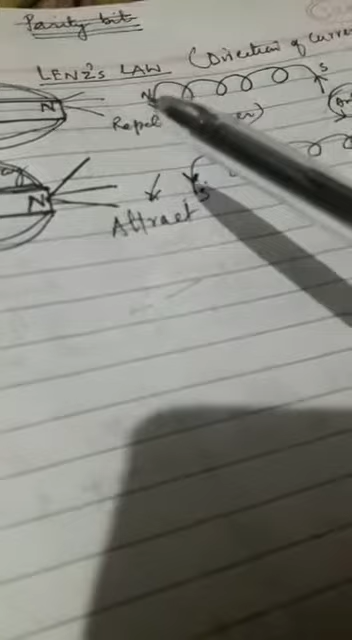 Parity bit
LENZ'S LAW (Direction of curre
N N S
Repel
N Attract S